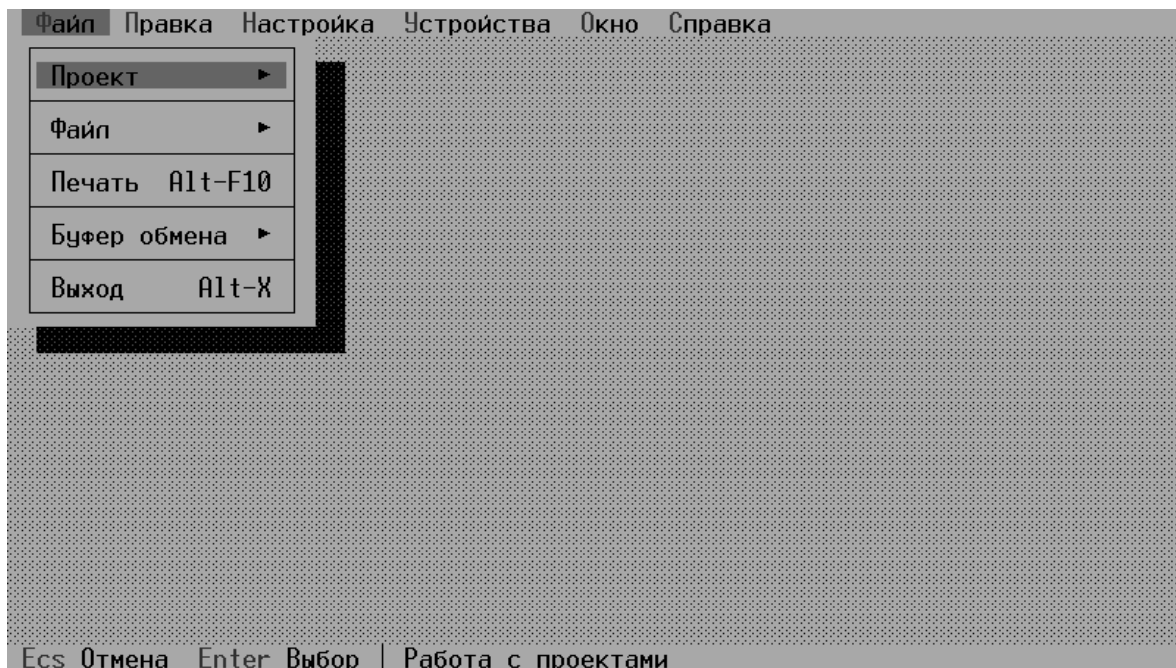 Файл Правка Настройка Устройства Окно Справка
Проект ►
Файл ►
Печать Alt-F10
Буфер обмена ►
Выход Alt-X
Ecs Отмена Enter Выбор | Работа с проектами